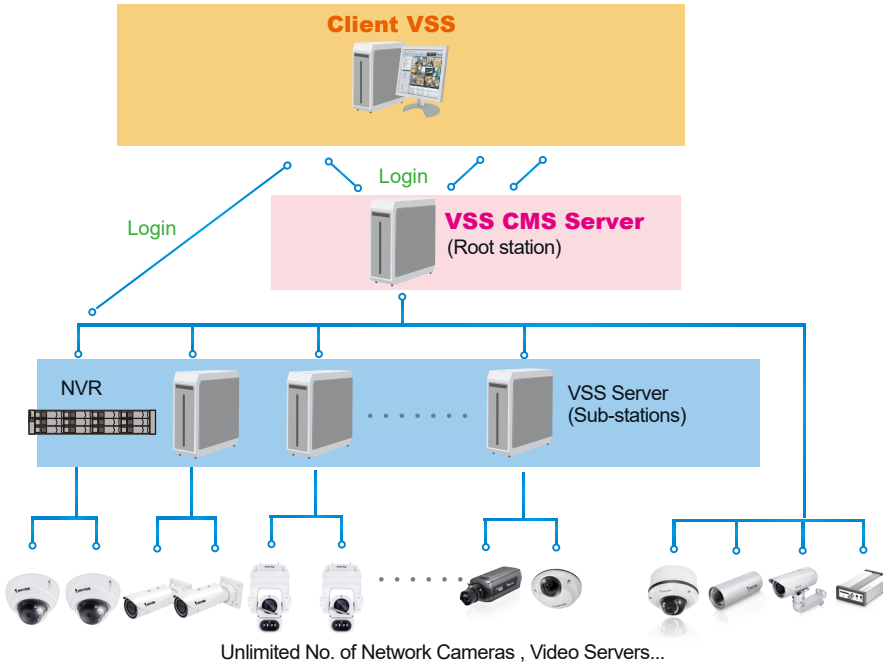 Client VSS
Login
Login
VSS CMS Server
(Root station)
NVR
VSS Server
(Sub-stations)
Unlimited No. of Network Cameras , Video Servers...